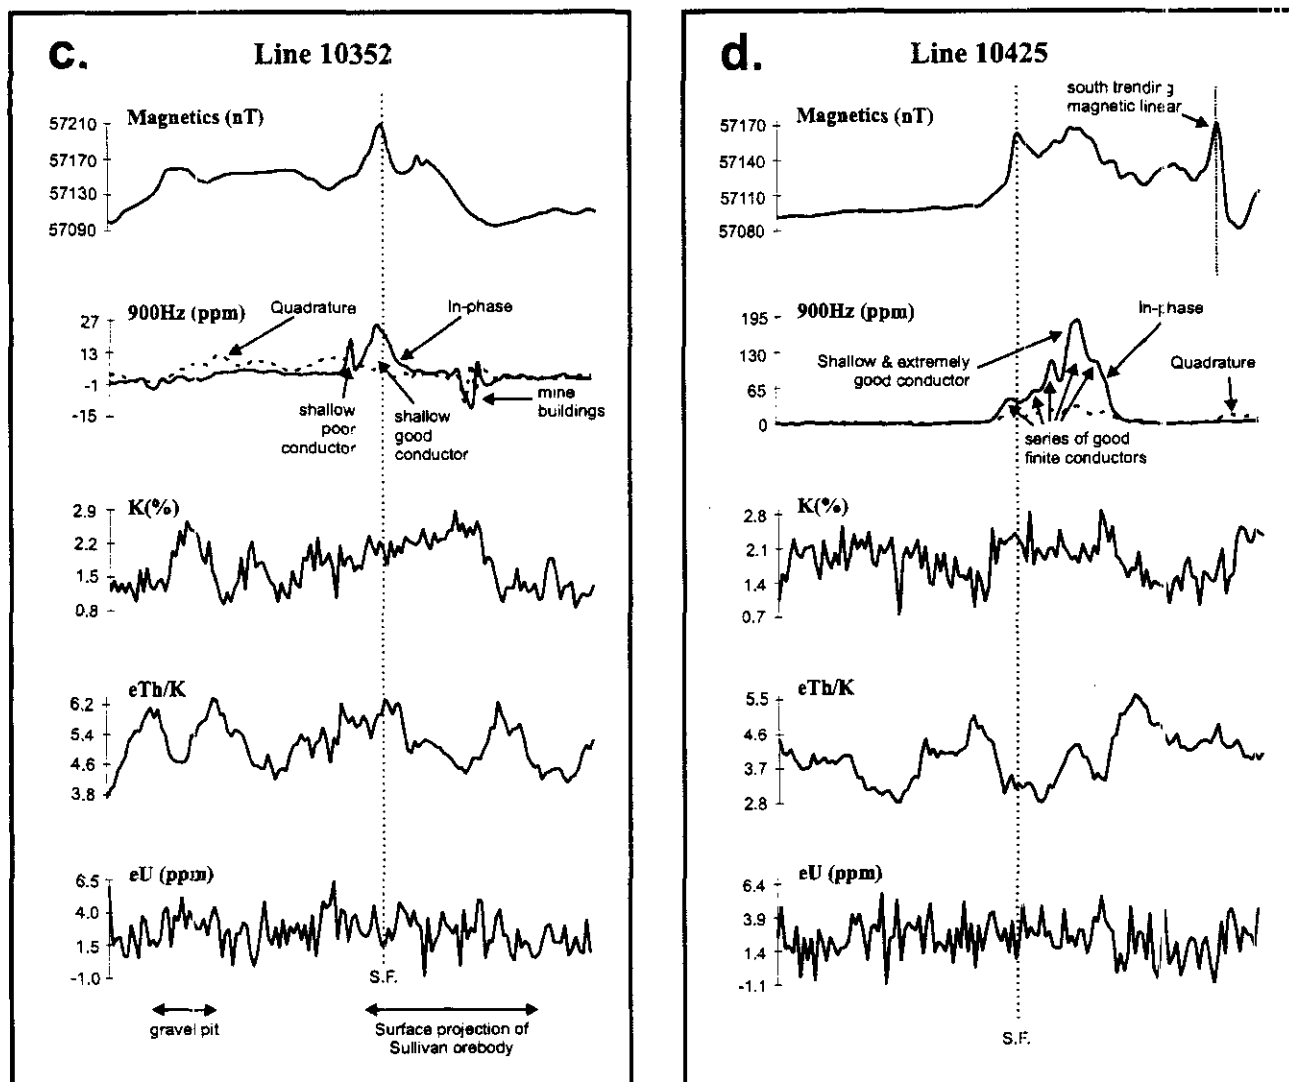 c.
Line 10352
Magnetics (nT)
57210
57170
57130
57090
900Hz (ppm)
Quadrature
In-phase
27
13
-1
-15
shallow
poor
conductor
shallow
good
conductor
mine
buildings
K(%)
2.9
2.2
1.5
0.8
eTh/K
6.2
5.4
4.6
3.8
eU (ppm)
6.5
4.0
1.5
-1.0
S.F.
gravel pit
Surface projection of
Sullivan orebody
d.
Line 10425
south trending
magnetic linear
Magnetics (nT)
57170
57140
57110
57080
900Hz (ppm)
In-phase
195
130
65
0
Shallow & extremely
good conductor
Quadrature
series of good
finite conductors
K(%)
2.8
2.1
1.4
0.7
eTh/K
5.5
4.6
3.7
2.8
eU (ppm)
6.4
3.9
1.4
-1.1
S.F.